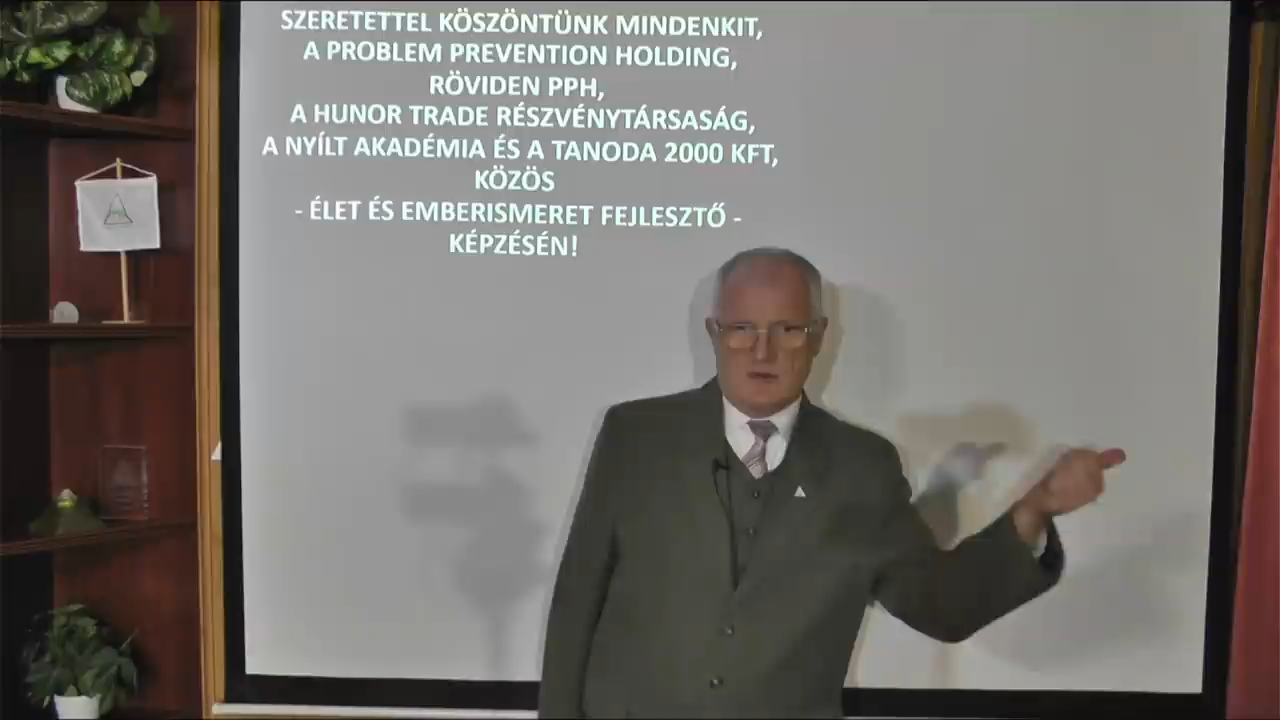 SZERETETTEL KÖSZÖNTÜNK MINDENKIT,
A PROBLEM PREVENTION HOLDING,
RÖVIDEN PPH,
A HUNOR TRADE RÉSZVÉNYTÁRSASÁG,
A NYÍLT AKADÉMIA ÉS A TANODA 2000 KFT,
KÖZÖS
- ÉLET ÉS EMBERISMERET FEJLESZTŐ -
KÉPZÉSÉN!